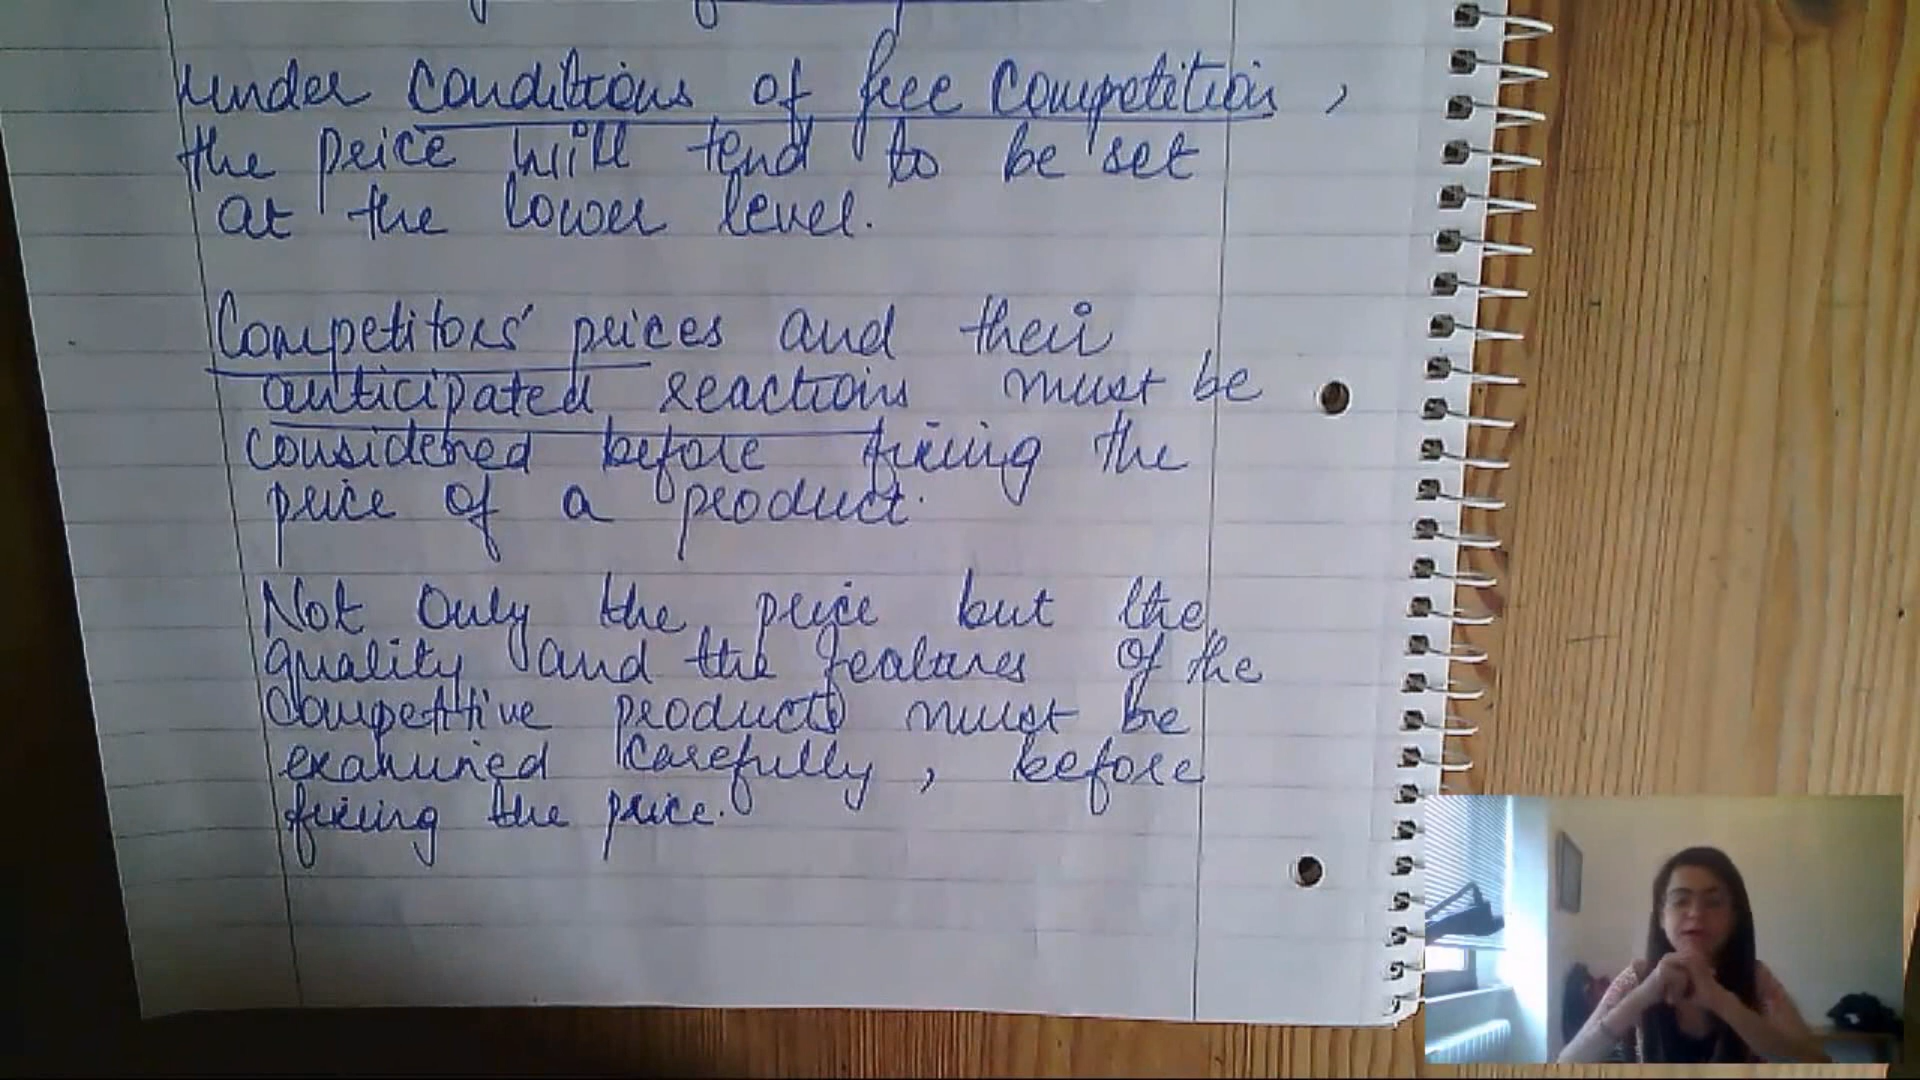 under conditions of free competition,
the price will tend to be set
at the lower level.
Competitors' prices and their
anticipated reactions must be
considered before fixing the
price of a product.
Not only the price but the
quality and the features of the
competitive products must be
examined carefully, before
fixing the price.